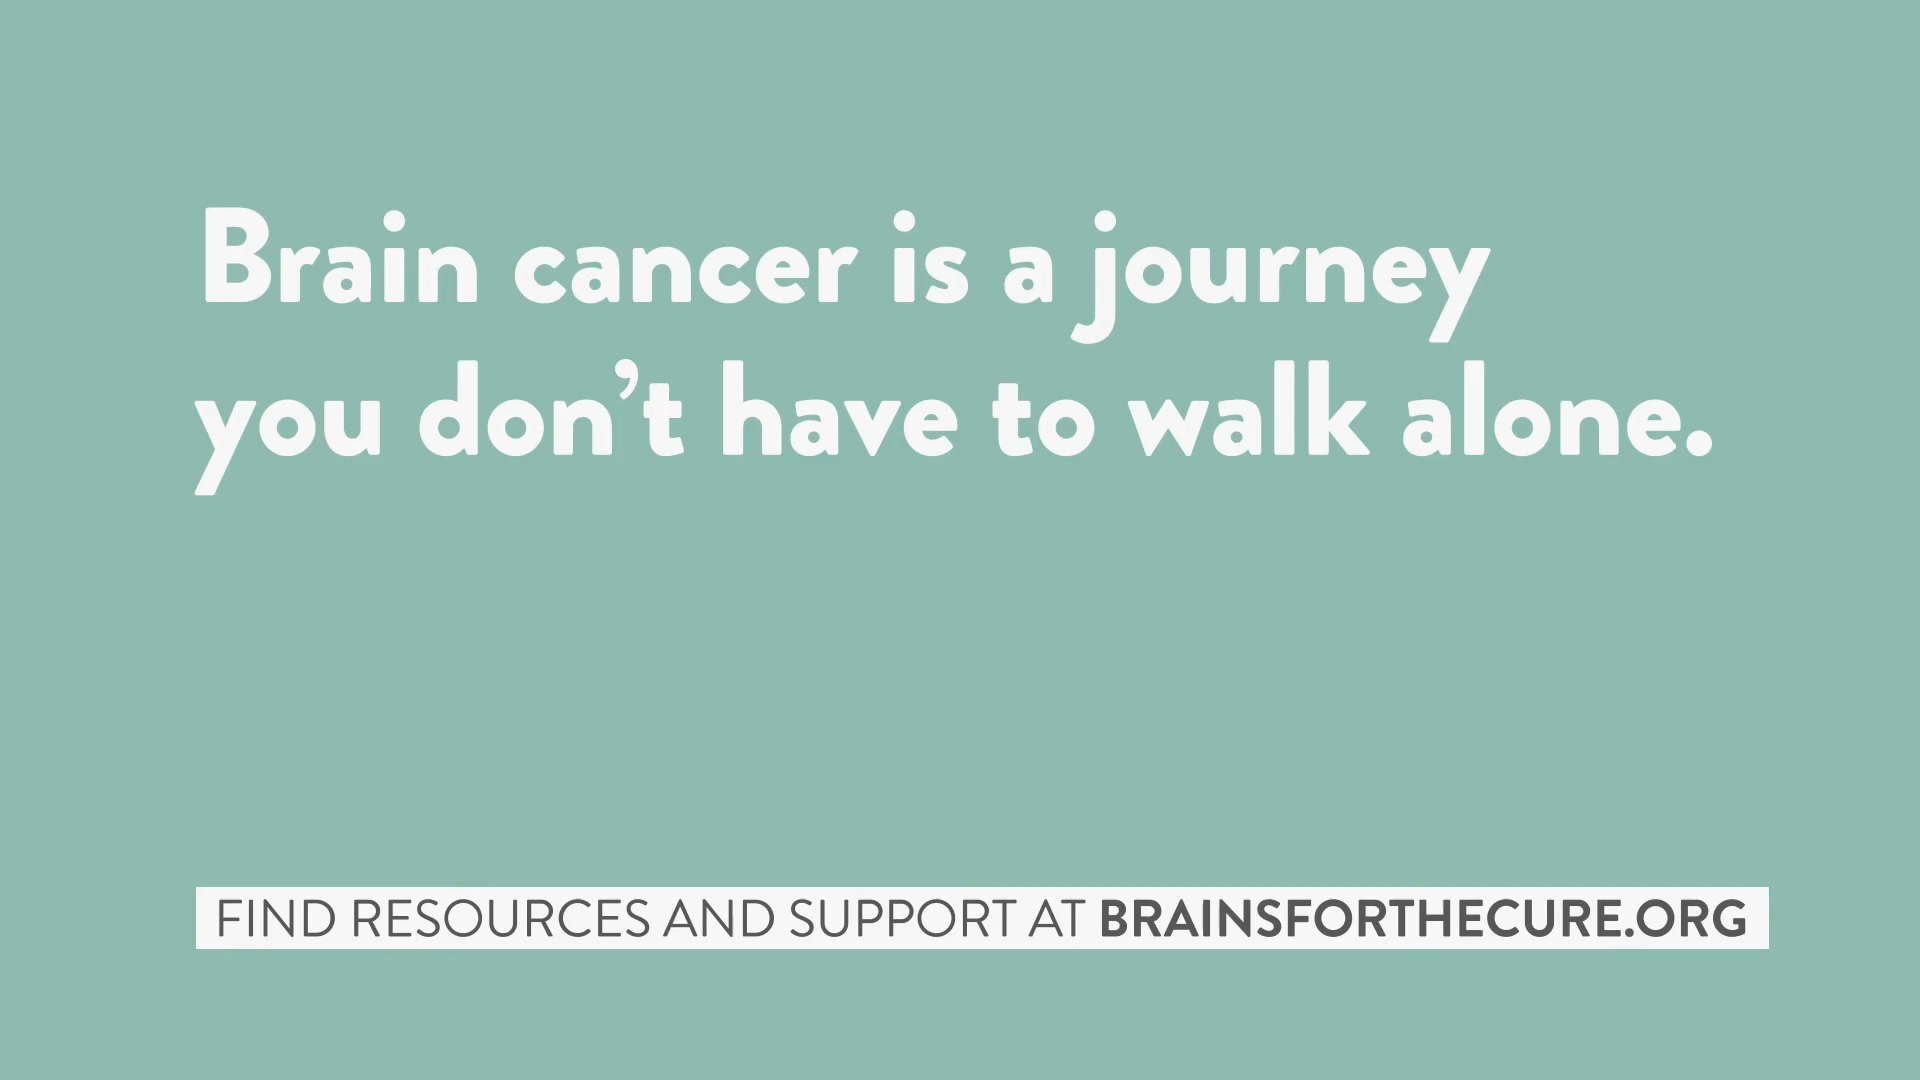 Brain cancer is a journey
you don’t have to walk alone.
FIND RESOURCES AND SUPPORT AT BRAINSFORTHECURE.ORG